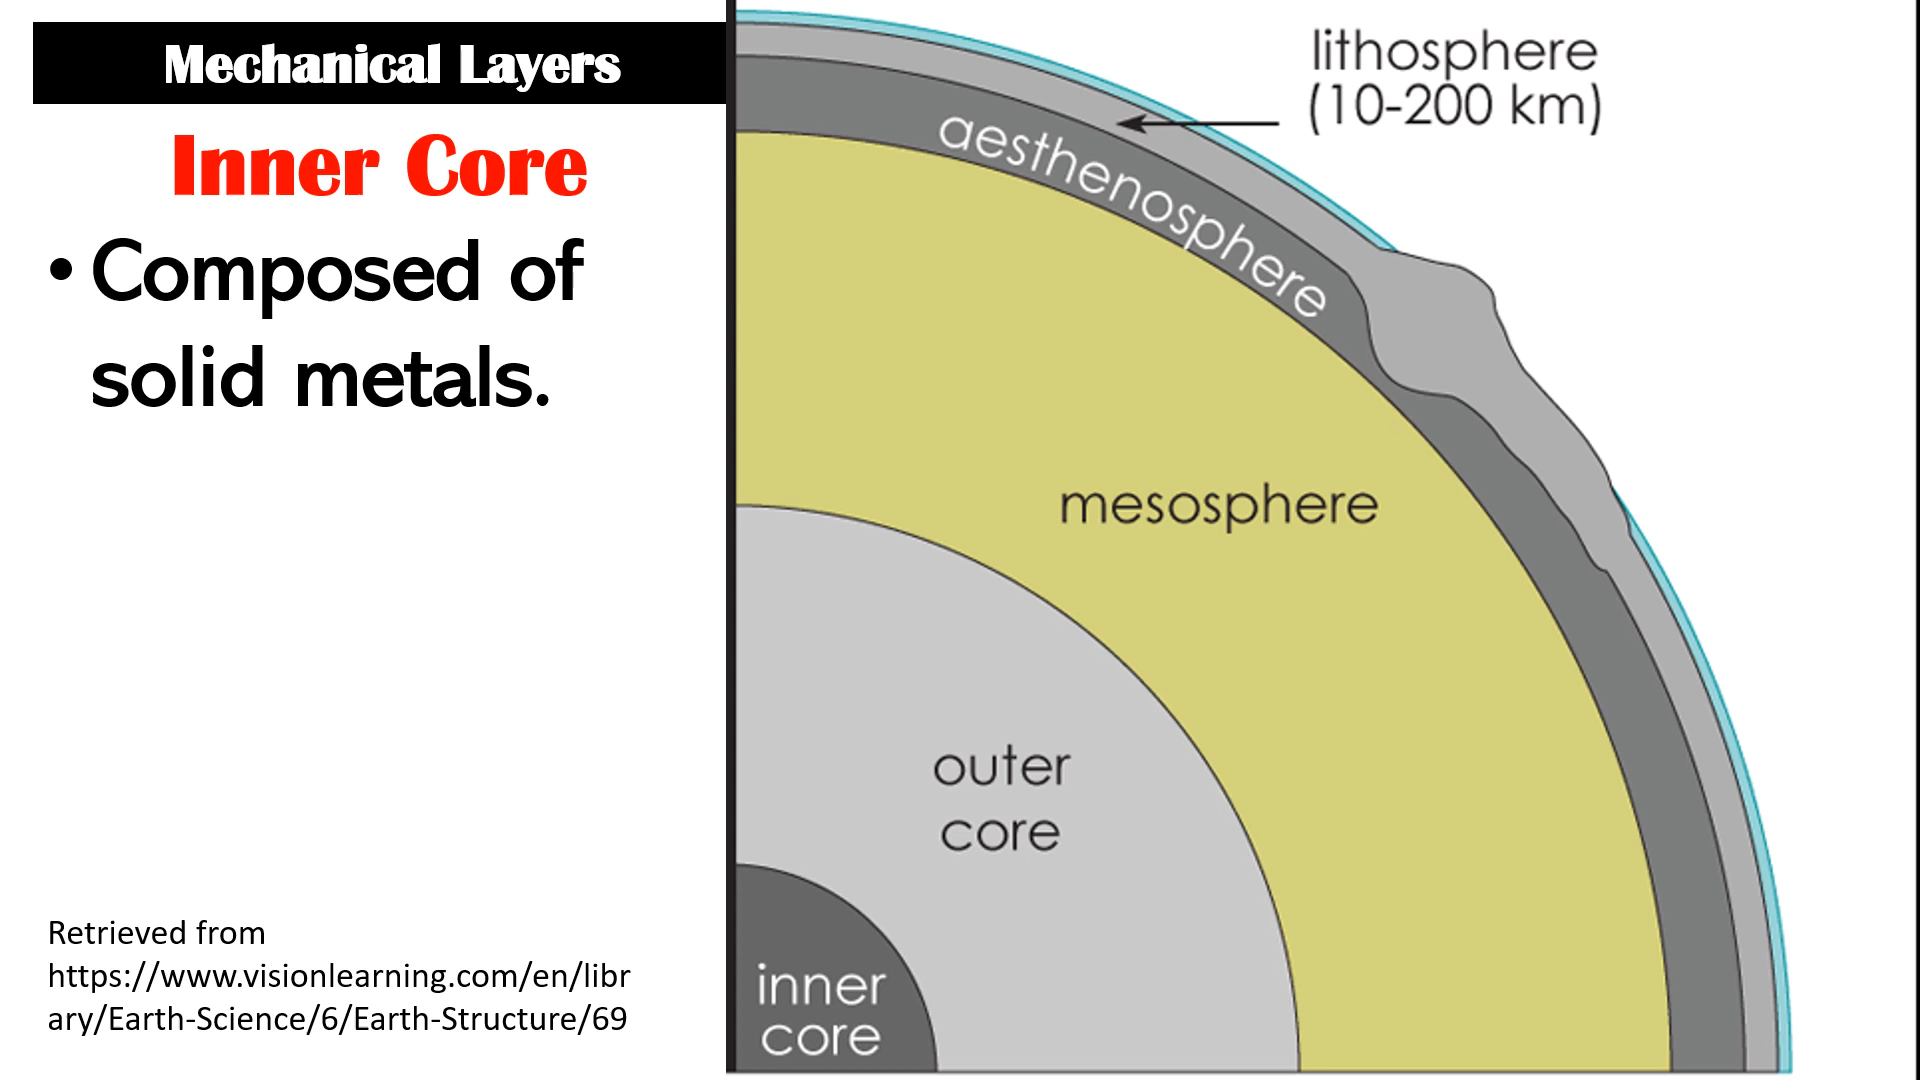 Mechanical Layers
Inner Core
• Composed of
solid metals.
Retrieved from
https://www.visionlearning.com/en/libr
ary/Earth-Science/6/Earth-Structure/69
lithosphere
(10-200 km)
aesthenosphere
mesosphere
outer
core
inner
core